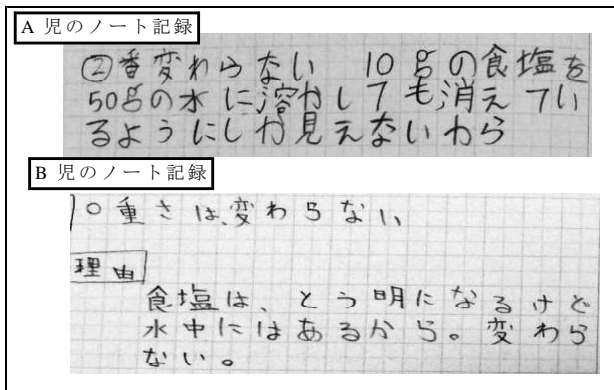 A 児のノート記録
②番変わらない 10gの食塩を
50gの水に溶かしても消えてい
るようにしか見えないから
B 児のノート記録
○重さは、変わらない
理由
食塩は、とう明になるけど
水中にはあるから。変わら
ない。